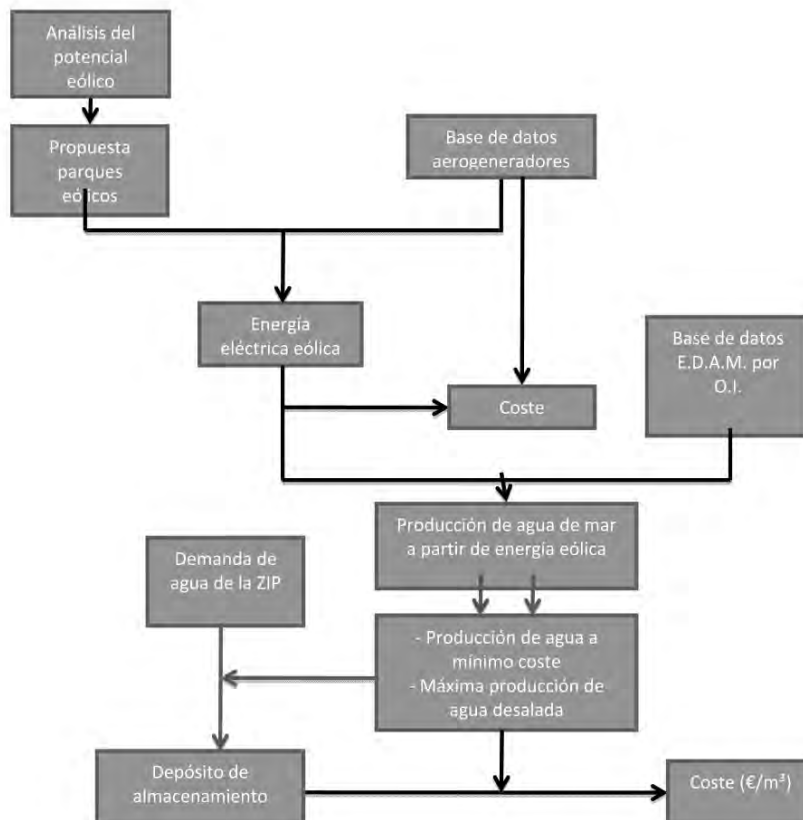 Análisis del
potencial
eólico
Propuesta
parques
eólicos
Base de datos
aerogeneradores
Energía
eléctrica eólica
Coste
Base de datos
E.D.A.M. por
O.I.
Producción de agua de mar
a partir de energía eólica
Demanda de
agua de la ZIP
- Producción de agua a
mínimo coste
- Máxima producción de
agua desalada
Depósito de
almacenamiento
Coste (€/m³)